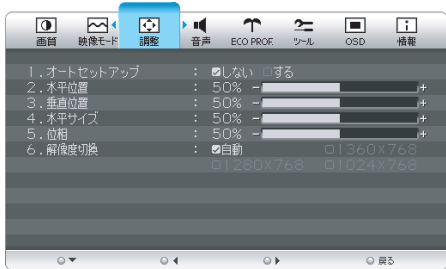 画質 映像モード 調整 音声 ECO PROF. ツール OSD 情報
1.オートセットアップ : しない する
2.水平位置 : 50% - +
3.垂直位置 : 50% - +
4.水平サイズ : 50% - +
5.位相 : 50% - +
6.解像度切換 : 自動 1360X768
1280X768 1024X768
戻る